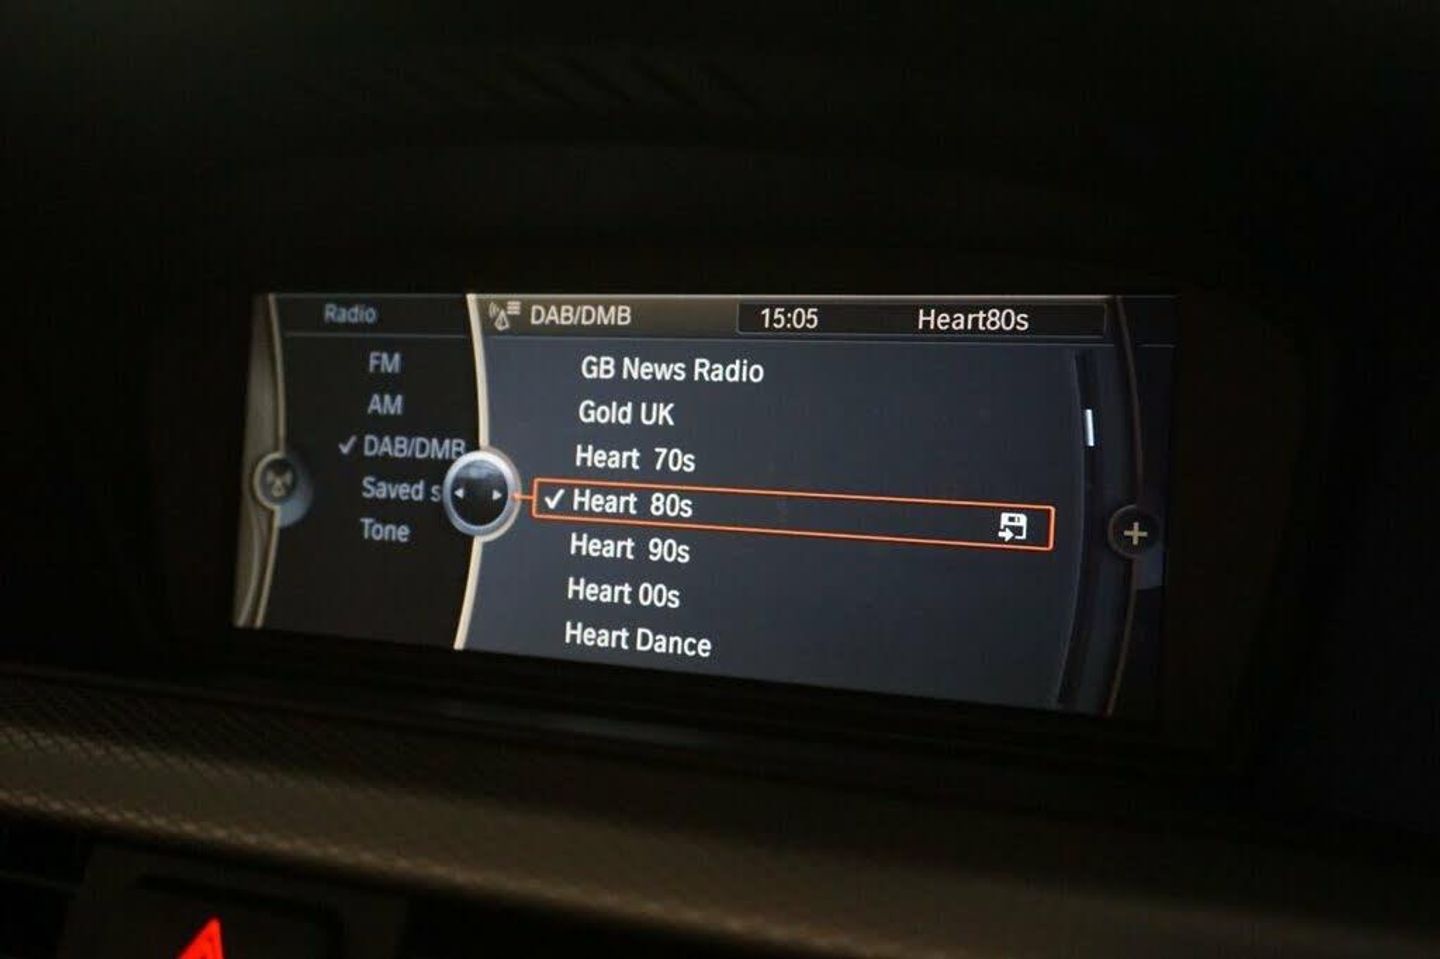 Radio
FM
AM
DAB/DMB
Saved s
Tone
DAB/DMB 15:05 Heart80s
GB News Radio
Gold UK
Heart 70s
Heart 80s
Heart 90s
Heart 00s
Heart Dance